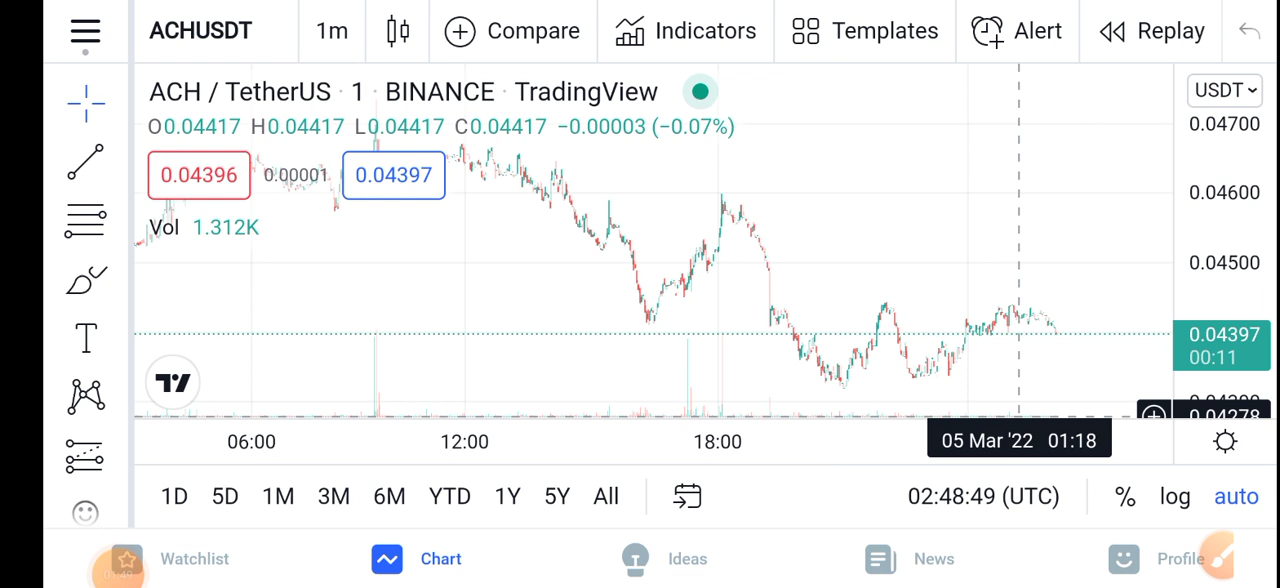 ACHUSDT 1m Compare Indicators Templates Alert Replay
ACH / TetherUS · 1 · BINANCE · TradingView
O0.04417 H0.04417 L0.04417 C0.04417 −0.00003 (−0.07%)
0.04396 0.00001 0.04397
Vol 1.312K
USDT
0.04700
0.04600
0.04500
0.04397
00:11
0.04278
06:00 12:00 18:00 05 Mar '22 01:18
1D 5D 1M 3M 6M YTD 1Y 5Y All 02:48:49 (UTC) % log auto
Watchlist Chart Ideas News Profile
01:49